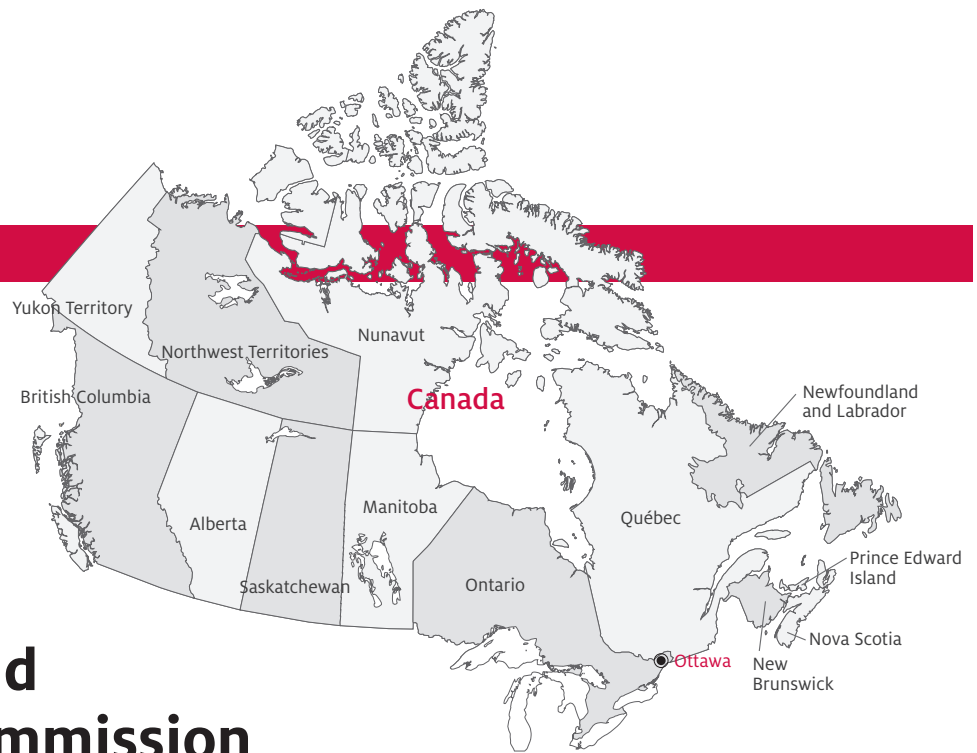 Yukon Territory
Northwest Territories
Nunavut
British Columbia
Canada
Newfoundland
and Labrador
Alberta
Manitoba
Québec
Saskatchewan
Ontario
Prince Edward
Island
Nova Scotia
Ottawa
New
Brunswick
d
mmission